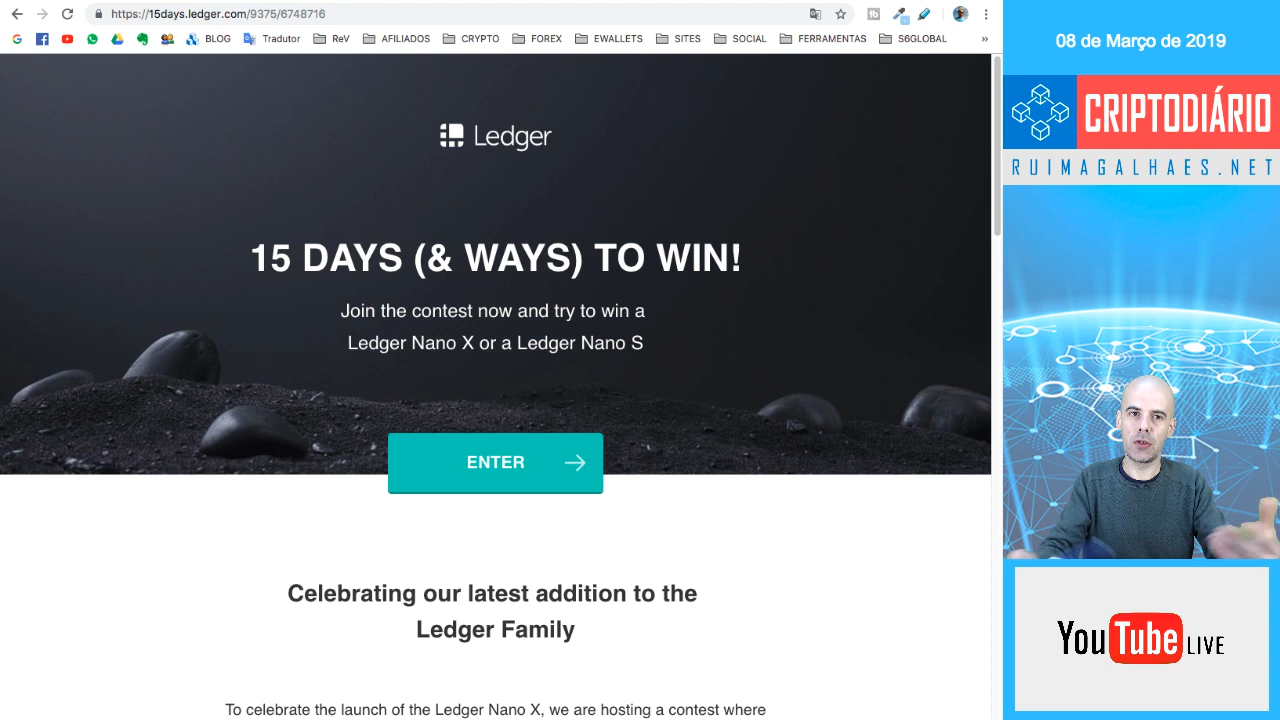 https://15days.ledger.com/9375/6748716
BLOG
Tradutor
ReV
AFILIADOS
CRYPTO
FOREX
EWALLETS
SITES
SOCIAL
FERRAMENTAS
S6GLOBAL
»
Ledger
15 DAYS (& WAYS) TO WIN!
Join the contest now and try to win a
Ledger Nano X or a Ledger Nano S
ENTER
Celebrating our latest addition to the
Ledger Family
To celebrate the launch of the Ledger Nano X, we are hosting a contest where
08 de Março de 2019
CRIPTODIÁRIO
RUIMAGALHAES.NET
YouTube LIVE